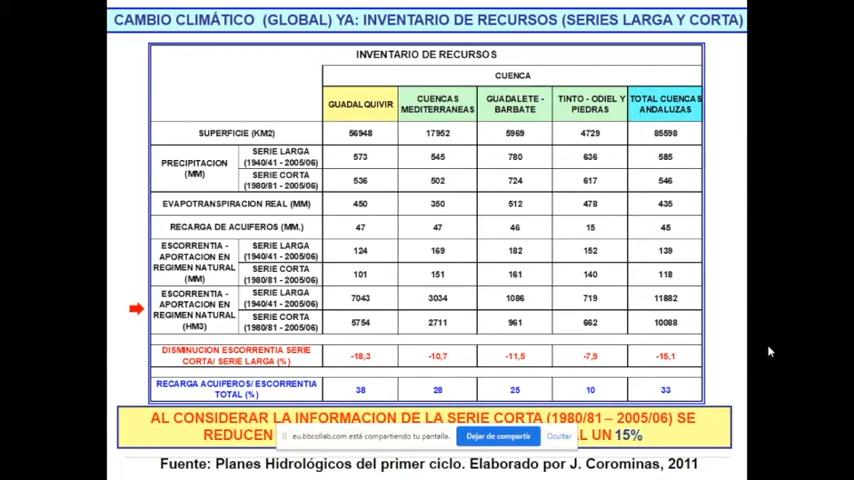 CAMBIO CLIMÁTICO (GLOBAL) YA: INVENTARIO DE RECURSOS (SERIES LARGA Y CORTA)
INVENTARIO DE RECURSOS
CUENCA
GUADALQUIVIR CUENCAS MEDITERRANEAS GUADALETE - BARBATE TINTO - ODIEL Y PIEDRAS TOTAL CUENCAS ANDALUZAS
SUPERFICIE (KM2) 56948 17952 5969 4729 85598
PRECIPITACION (MM) SERIE LARGA (1940/41 - 2005/06) 573 545 780 636 585
SERIE CORTA (1980/81 - 2005/06) 536 502 724 617 546
EVAPOTRANSPIRACION REAL (MM) 450 350 512 478 435
RECARGA DE ACUIFEROS (MM.) 47 47 46 15 45
ESCORRENTIA - APORTACION EN REGIMEN NATURAL (MM) SERIE LARGA (1940/41 - 2005/06) 124 169 182 152 139
SERIE CORTA (1980/81 - 2005/06) 101 151 161 140 118
ESCORRENTIA - APORTACION EN REGIMEN NATURAL (HM3) SERIE LARGA (1940/41 - 2005/06) 7043 3034 1086 719 11882
SERIE CORTA (1980/81 - 2005/06) 5754 2711 961 662 10088
DISMINUCION ESCORRENTIA SERIE CORTA/ SERIE LARGA (%) -18,3 -10,7 -11,5 -7,9 -15,1
RECARGA ACUIFEROS/ ESCORRENTIA TOTAL (%) 38 28 25 10 33
AL CONSIDERAR LA INFORMACION DE LA SERIE CORTA (1980/81 – 2005/06) SE
REDUCEN UN 15%
eu.bbcollab.com está compartiendo tu pantalla. Dejar de compartir Ocultar
Fuente: Planes Hidrológicos del primer ciclo. Elaborado por J. Corominas, 2011